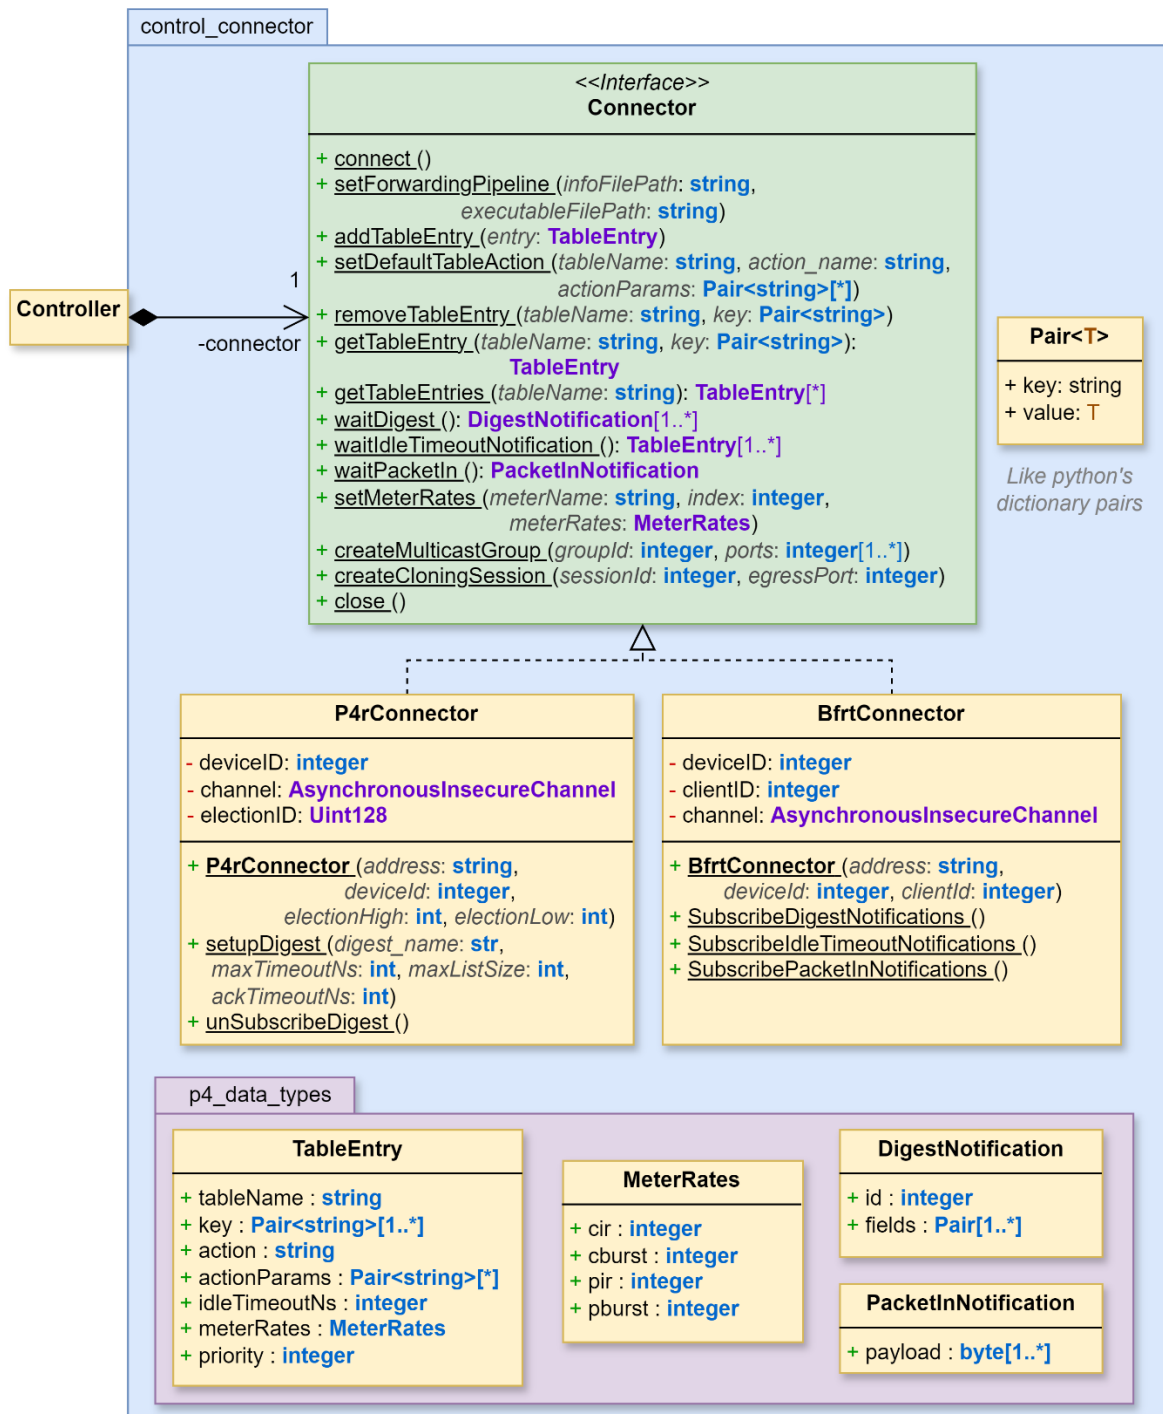 control_connector
<<Interface>>
Connector
+ connect ()
+ setForwardingPipeline (infoFilePath: string,
executableFilePath: string)
+ addTableEntry (entry: TableEntry)
+ setDefaultTableAction (tableName: string, action_name: string,
actionParams: Pair<string>[*])
+ removeTableEntry (tableName: string, key: Pair<string>)
+ getTableEntry (tableName: string, key: Pair<string>):
TableEntry
+ getTableEntries (tableName: string): TableEntry[*]
+ waitDigest (): DigestNotification[1..*]
+ waitIdleTimeoutNotification (): TableEntry[1..*]
+ waitPacketIn (): PacketInNotification
+ setMeterRates (meterName: string, index: integer,
meterRates: MeterRates)
+ createMulticastGroup (groupId: integer, ports: integer[1..*])
+ createCloningSession (sessionId: integer, egressPort: integer)
+ close ()
Controller
1
-connector
Pair<T>
+ key: string
+ value: T
Like python's
dictionary pairs
P4rConnector
- deviceID: integer
- channel: AsynchronousInsecureChannel
- electionID: Uint128
+ P4rConnector (address: string,
deviceId: integer,
electionHigh: int, electionLow: int)
+ setupDigest (digest_name: str,
maxTimeoutNs: int, maxListSize: int,
ackTimeoutNs: int)
+ unSubscribeDigest ()
BfrtConnector
- deviceID: integer
- clientID: integer
- channel: AsynchronousInsecureChannel
+ BfrtConnector (address: string,
deviceId: integer, clientId: integer)
+ SubscribeDigestNotifications ()
+ SubscribeIdleTimeoutNotifications ()
+ SubscribePacketInNotifications ()
p4_data_types
TableEntry
+ tableName : string
+ key : Pair<string>[1..*]
+ action : string
+ actionParams : Pair<string>[*]
+ idleTimeoutNs : integer
+ meterRates : MeterRates
+ priority : integer
MeterRates
+ cir : integer
+ cburst : integer
+ pir : integer
+ pburst : integer
DigestNotification
+ id : integer
+ fields : Pair[1..*]
PacketInNotification
+ payload : byte[1..*]